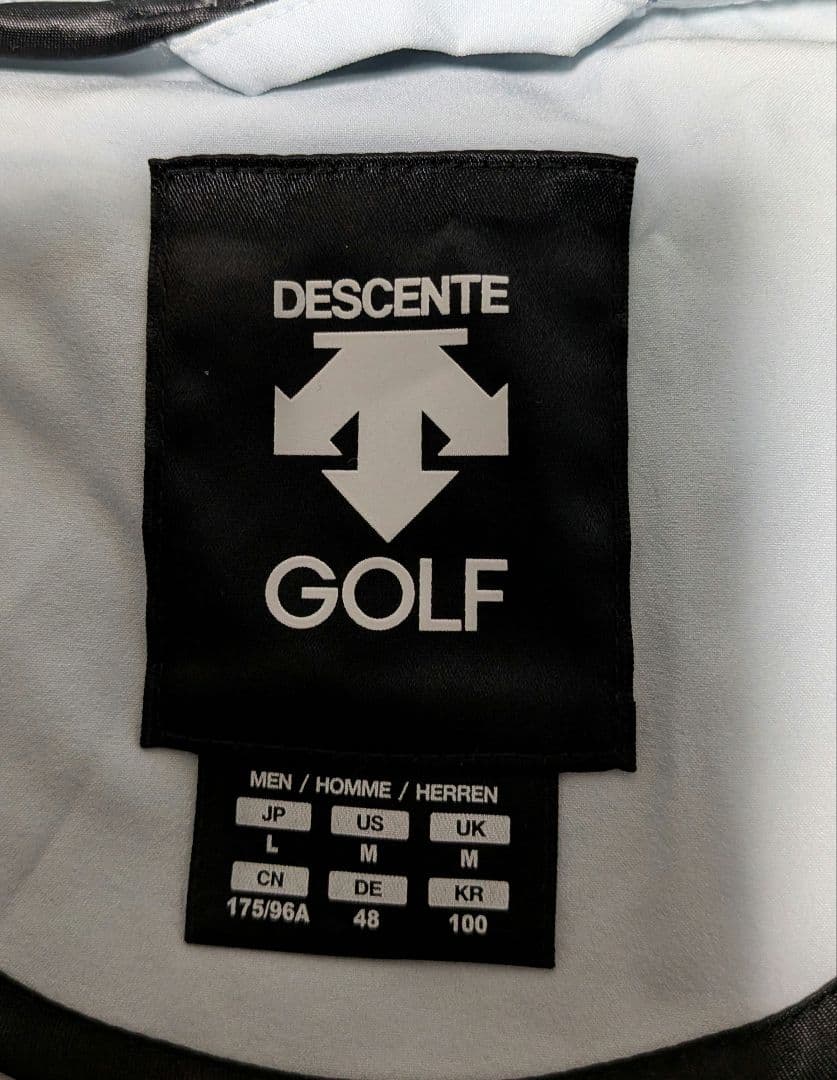 DESCENTE
GOLF
MEN / HOMME / HERREN
JP US UK
L M M
CN DE KR
175/96A 48 100